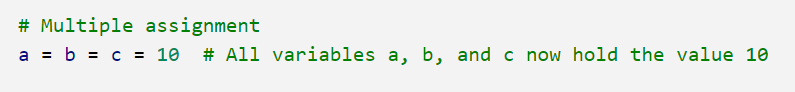 # Multiple assignment
a = b = c = 10  # All variables a, b, and c now hold the value 10